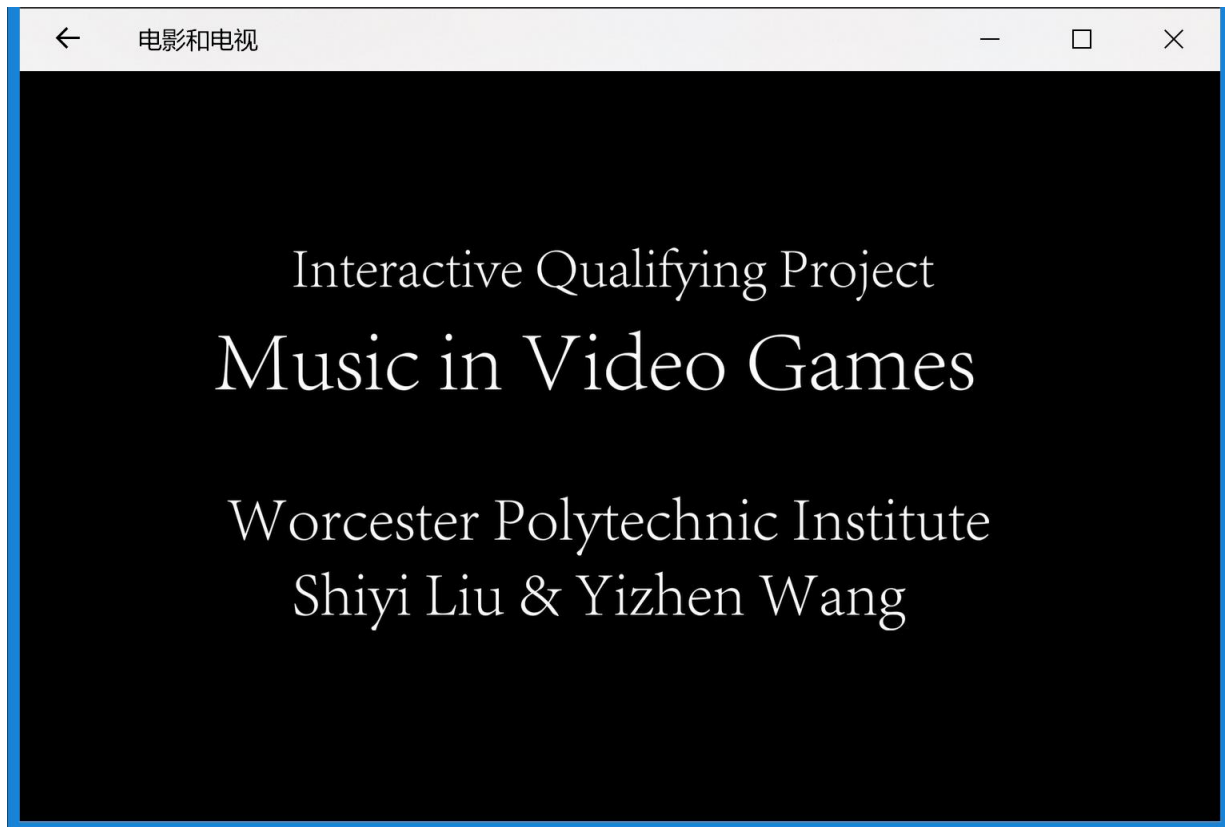 电影和电视
Interactive Qualifying Project
Music in Video Games
Worcester Polytechnic Institute
Shiyi Liu & Yizhen Wang